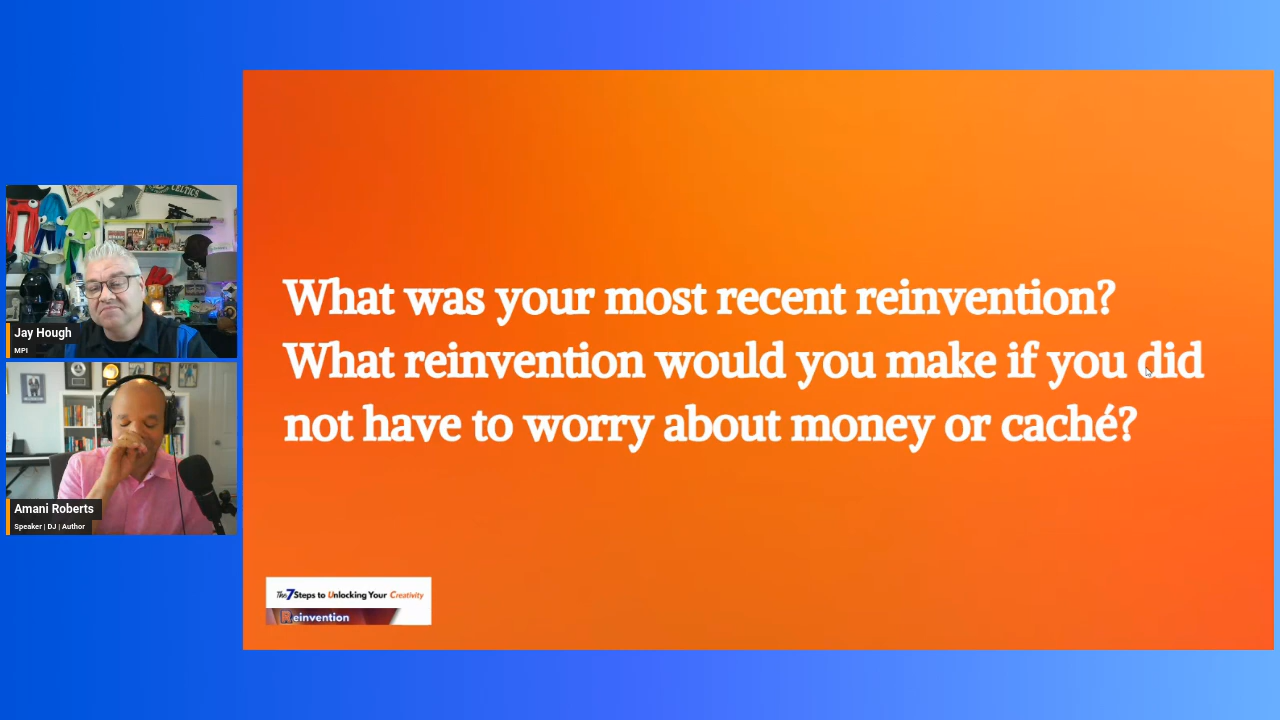 CELTICS
Jay Hough
MPI
Amani Roberts
Speaker | DJ | Author
What was your most recent reinvention?
What reinvention would you make if you did
not have to worry about money or caché?
The 7 Steps to Unlocking Your Creativity
Reinvention